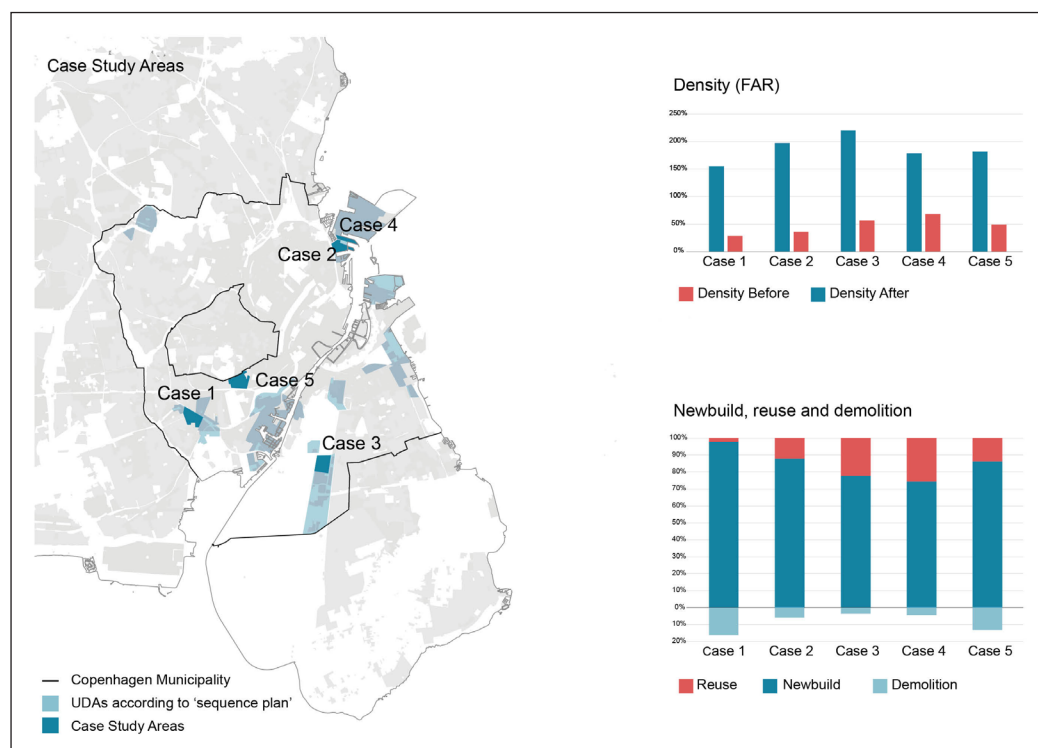 Case Study Areas
Case 4
Case 2
Case 5
Case 1
Case 3
Copenhagen Municipality
UDAs according to ‘sequence plan’
Case Study Areas
Density (FAR)
250%
200%
150%
100%
50%
0%
Case 1 Case 2 Case 3 Case 4 Case 5
Density Before Density After
Newbuild, reuse and demolition
100%
90%
80%
70%
60%
50%
40%
30%
20%
10%
0%
10%
20%
Case 1 Case 2 Case 3 Case 4 Case 5
Reuse Newbuild Demolition